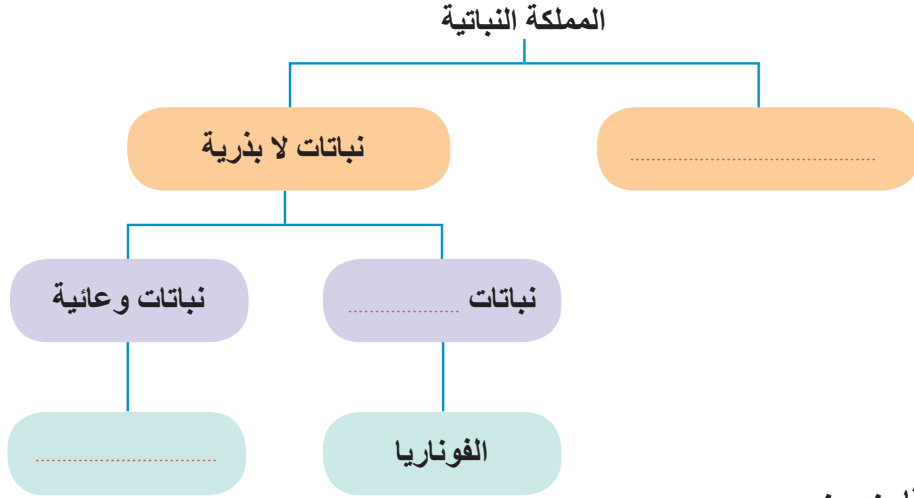 المملكة النباتية
نباتات لا بذرية
نباتات ..............
نباتات وعائية
الفوناريا